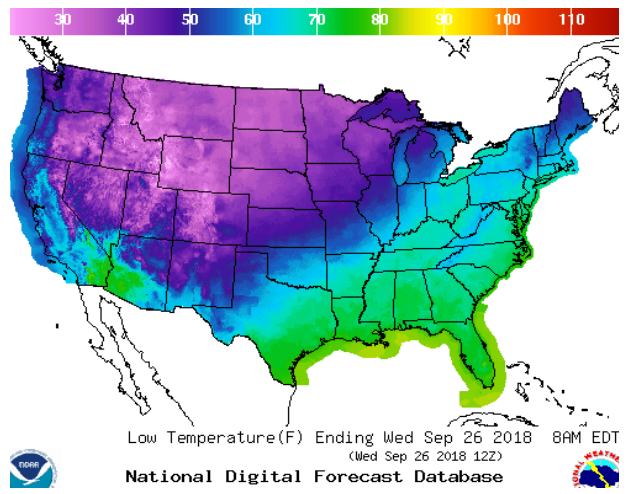 30 40 50 60 70 80 90 100 110
Low Temperature(F) Ending Wed Sep 26 2018 8AM EDT
(Wed Sep 26 2018 12Z)
National Digital Forecast Database
NOAA